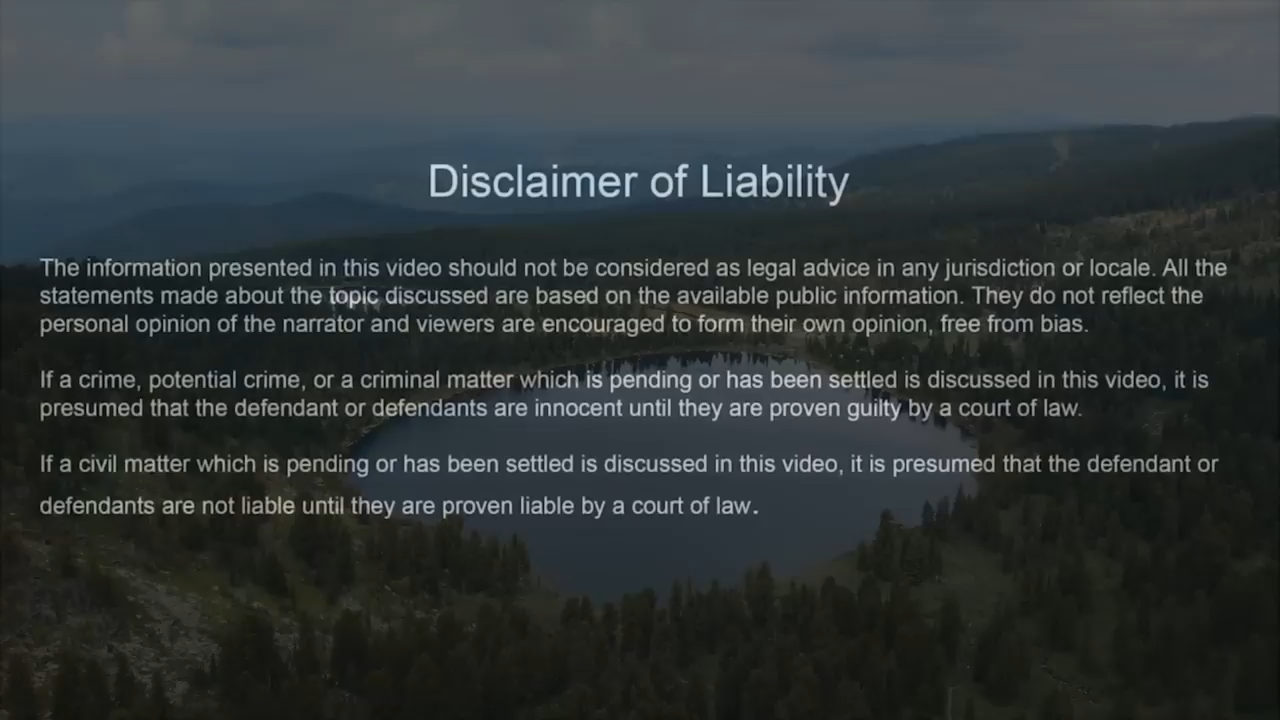 Disclaimer of Liability
The information presented in this video should not be considered as legal advice in any jurisdiction or locale. All the
statements made about the topic discussed are based on the available public information. They do not reflect the
personal opinion of the narrator and viewers are encouraged to form their own opinion, free from bias.
If a crime, potential crime, or a criminal matter which is pending or has been settled is discussed in this video, it is
presumed that the defendant or defendants are innocent until they are proven guilty by a court of law.
If a civil matter which is pending or has been settled is discussed in this video, it is presumed that the defendant or
defendants are not liable until they are proven liable by a court of law.